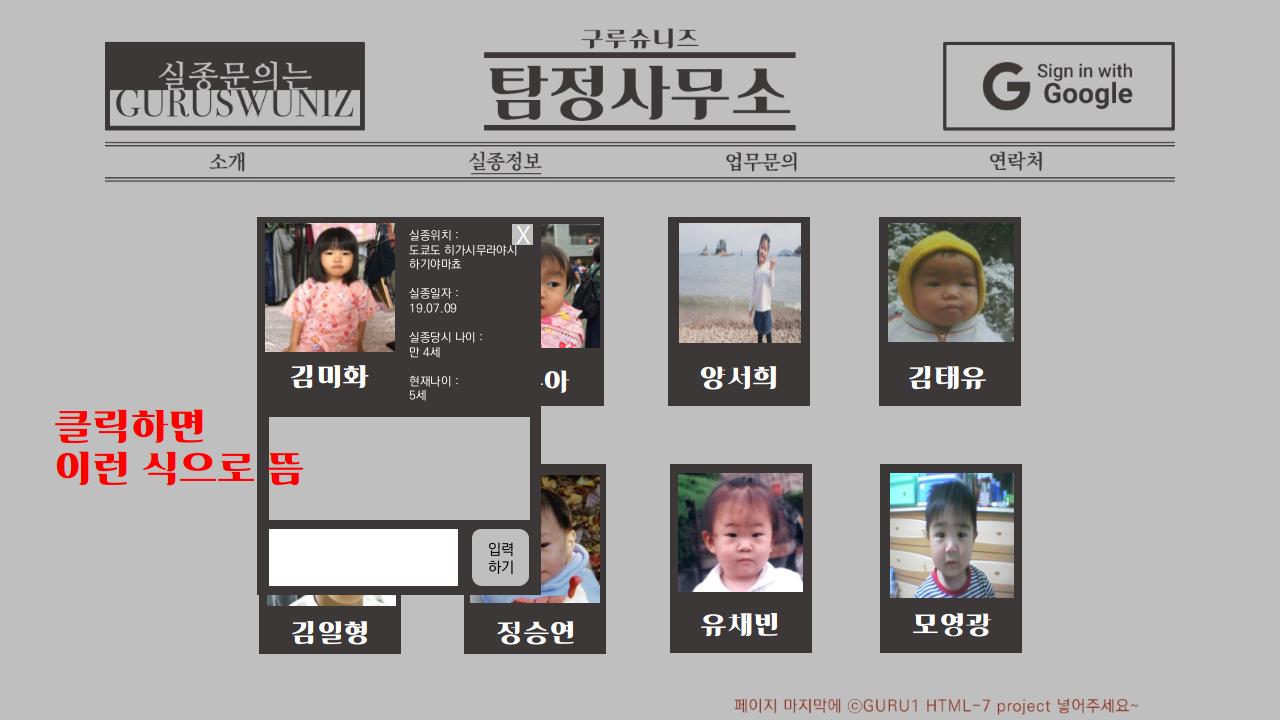 구루슈니즈
탐정사무소
실종문의는
GURUSWUNIZ
Sign in with
Google
소개
실종정보
업무문의
연락처
실종위치 :
도쿄도 히가시무라야시
하기야마쵸
X
실종일자 :
19.07.09
실종당시 나이 :
만 4세
현재나이 :
5세
김미화
아
양서희
김태유
클릭하면
이런 식으로 뜸
입력
하기
김일형
정승연
유채빈
모영광
페이지 마지막에 ⓒGURU1 HTML-7 project 넣어주세요~